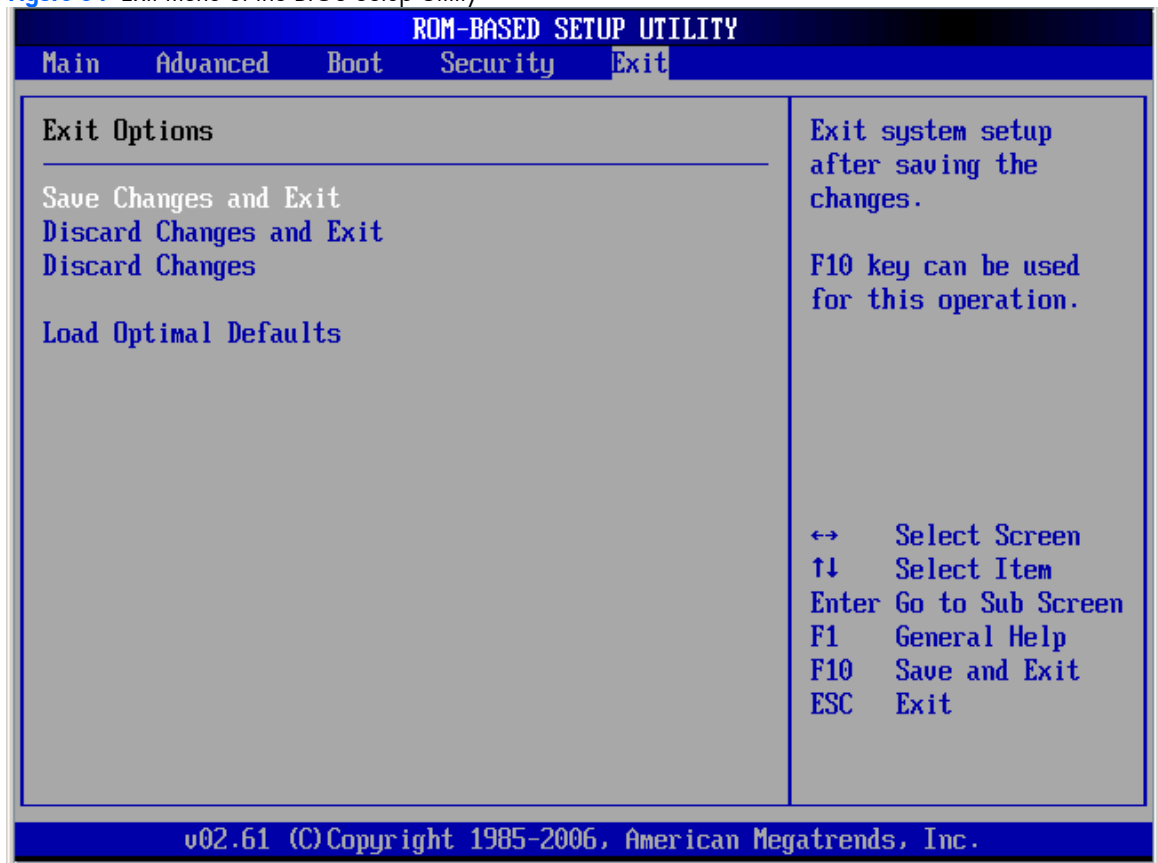 ROM-BASED SETUP UTILITY
Main Advanced Boot Security Exit
Exit Options
Save Changes and Exit
Discard Changes and Exit
Discard Changes
Load Optimal Defaults
Exit system setup
after saving the
changes.
F10 key can be used
for this operation.
←→ Select Screen
↑↓ Select Item
Enter Go to Sub Screen
F1 General Help
F10 Save and Exit
ESC Exit
v02.61 (C)Copyright 1985-2006, American Megatrends, Inc.